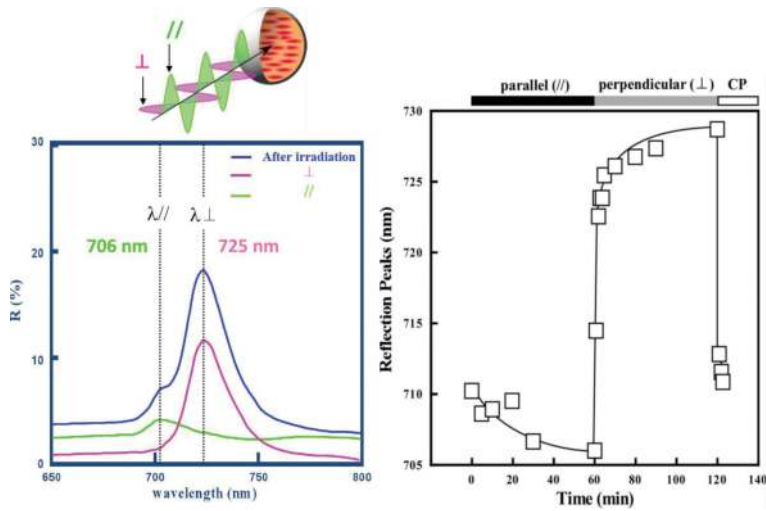 //
⊥
30
20
10
0
R (%)
After irradiation
⊥
//
λ//
λ⊥
706 nm
725 nm
650
700
750
800
wavelength (nm)
parallel (//)
perpendicular (⊥)
CP
730
725
720
715
710
705
Reflection Peaks (nm)
0
20
40
60
80
100
120
140
Time (min)